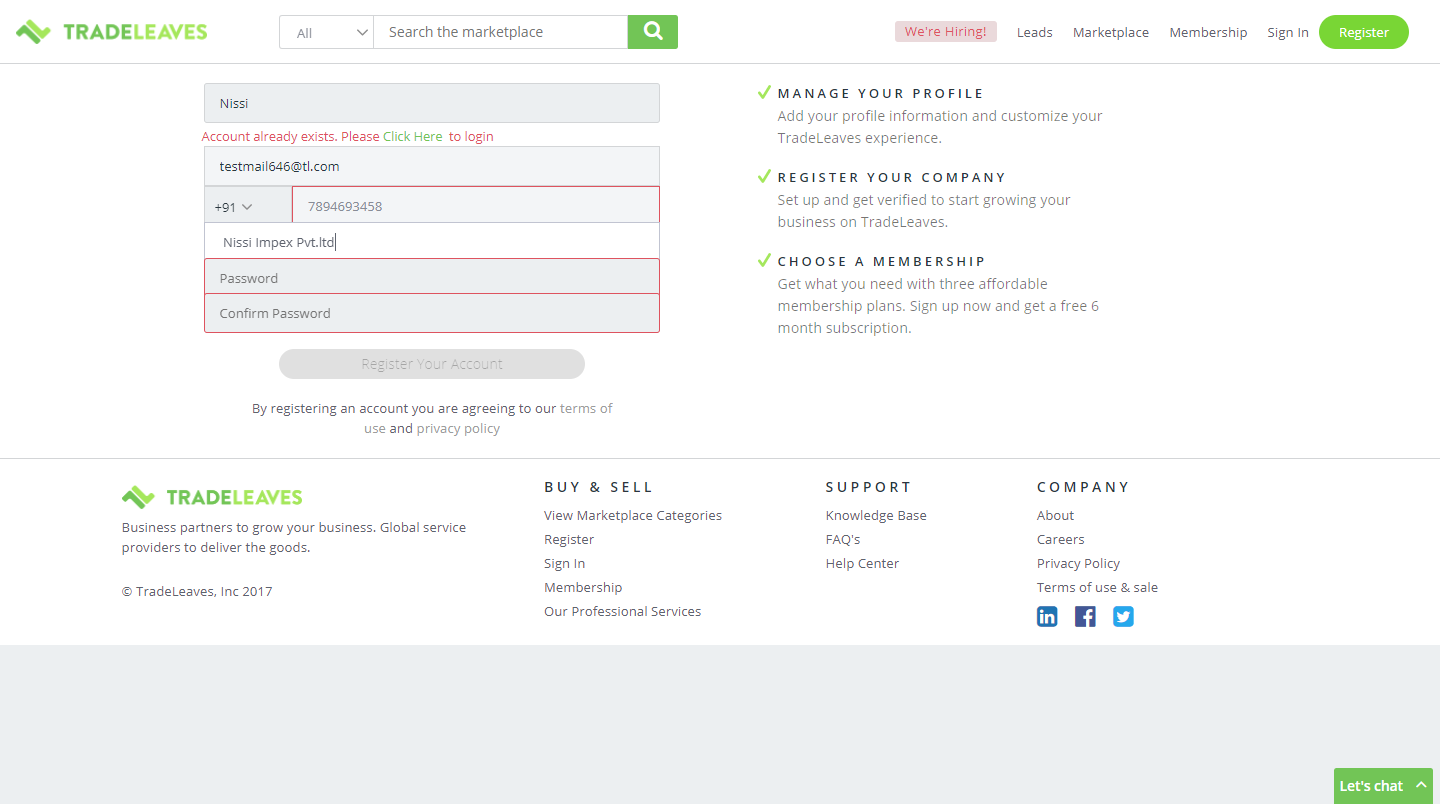 TRADELEAVES
All
Search the marketplace
We're Hiring!
Leads
Marketplace
Membership
Sign In
Register
Nissi
Account already exists. Please Click Here to login
testmail646@tl.com
+91
7894693458
Nissi Impex Pvt.ltd
Password
Confirm Password
Register Your Account
By registering an account you are agreeing to our terms of
use and privacy policy
MANAGE YOUR PROFILE
Add your profile information and customize your
TradeLeaves experience.
REGISTER YOUR COMPANY
Set up and get verified to start growing your
business on TradeLeaves.
CHOOSE A MEMBERSHIP
Get what you need with three affordable
membership plans. Sign up now and get a free 6
month subscription.
TRADELEAVES
Business partners to grow your business. Global service
providers to deliver the goods.
© TradeLeaves, Inc 2017
BUY & SELL
View Marketplace Categories
Register
Sign In
Membership
Our Professional Services
SUPPORT
Knowledge Base
FAQ's
Help Center
COMPANY
About
Careers
Privacy Policy
Terms of use & sale
Let's chat